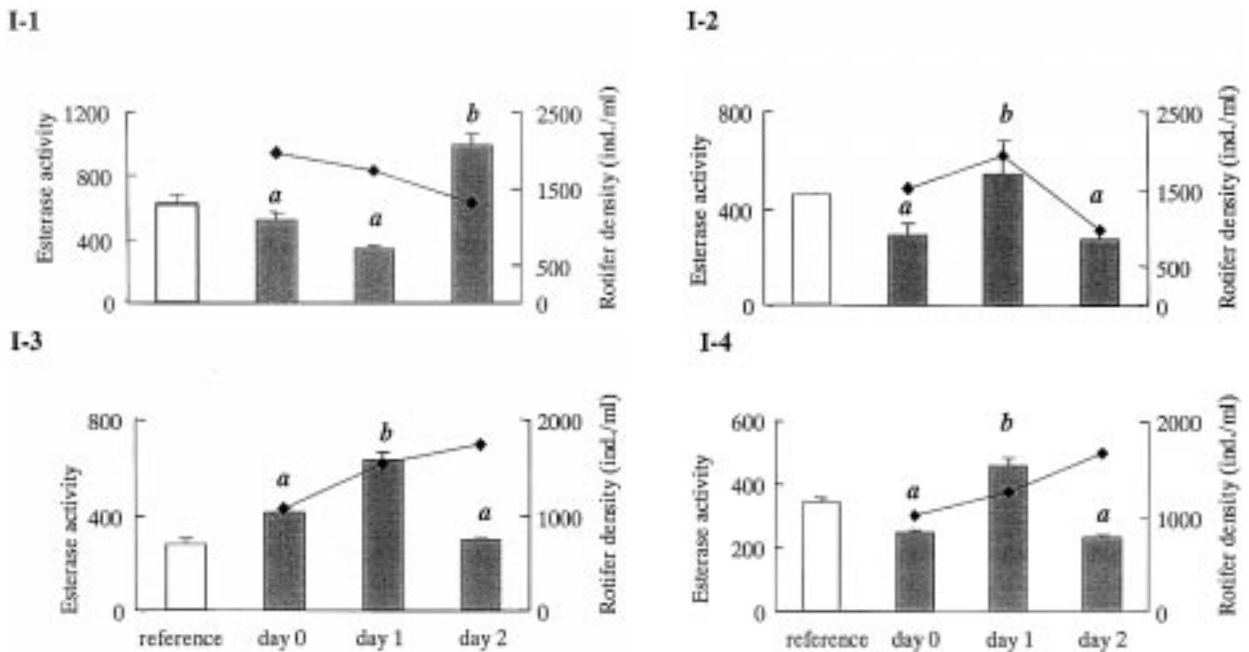 I-1
Esterase activity
1200
800
400
0
a
a
b
2500
1500
500
0
Rotifer density (ind./ml)
I-2
Esterase activity
800
400
0
a
b
a
2500
1500
500
0
Rotifer density (ind./ml)
I-3
Esterase activity
800
400
0
a
b
a
2000
1000
0
Rotifer density (ind./ml)
reference day 0 day 1 day 2
I-4
Esterase activity
600
400
200
0
a
b
a
2000
1000
0
Rotifer density (ind./ml)
reference day 0 day 1 day 2